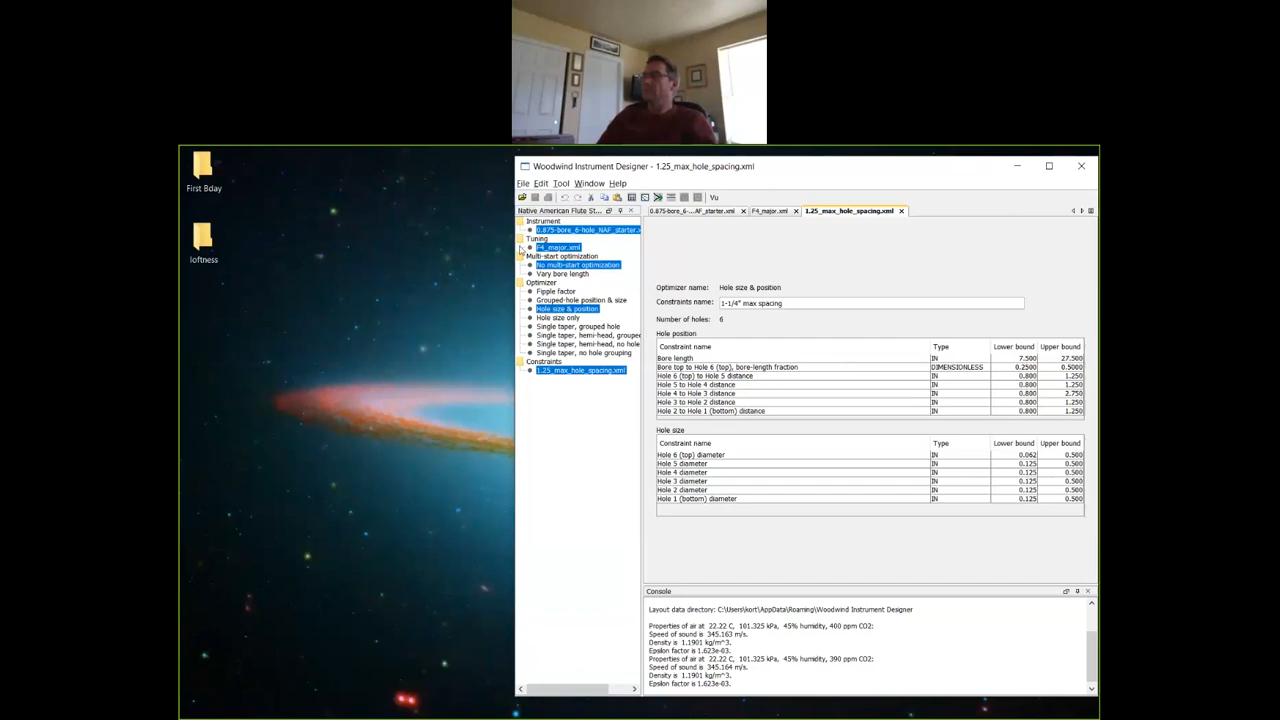 First Bday
loftness
Woodwind Instrument Designer - 1.25_max_hole_spacing.xml
File Edit Tool Window Help
Vu
Native American Flute St...
0.875-bore_6-...AF_starter.xml
F4_major.xml
1.25_max_hole_spacing.xml
Instrument
0.875-bore_6-hole_NAF_starter.x
Tuning
F4_major.xml
Multi-start optimization
No multi-start optimization
Vary bore length
Optimizer
Fipple factor
Grouped-hole position & size
Hole size & position
Hole size only
Single taper, grouped hole
Single taper, hemi-head, groupe
Single taper, hemi-head, no hole
Single taper, no hole grouping
Constraints
1.25_max_hole_spacing.xml
Optimizer name: Hole size & position
Constraints name: 1-1/4" max spacing
Number of holes: 6
Hole position
Constraint name Type Lower bound Upper bound
Bore length IN 7.500 27.500
Bore top to Hole 6 (top), bore-length fraction DIMENSIONLESS 0.2500 0.5000
Hole 6 (top) to Hole 5 distance IN 0.800 1.250
Hole 5 to Hole 4 distance IN 0.800 1.250
Hole 4 to Hole 3 distance IN 0.800 2.750
Hole 3 to Hole 2 distance IN 0.800 1.250
Hole 2 to Hole 1 (bottom) distance IN 0.800 1.250
Hole size
Constraint name Type Lower bound Upper bound
Hole 6 (top) diameter IN 0.062 0.500
Hole 5 diameter IN 0.125 0.500
Hole 4 diameter IN 0.125 0.500
Hole 3 diameter IN 0.125 0.500
Hole 2 diameter IN 0.125 0.500
Hole 1 (bottom) diameter IN 0.125 0.500
Console
Layout data directory: C:\Users\kort\AppData\Roaming\Woodwind Instrument Designer
Properties of air at 22.22 C, 101.325 kPa, 45% humidity, 400 ppm CO2:
Speed of sound is 345.163 m/s.
Density is 1.1901 kg/m^3.
Epsilon factor is 1.623e-03.
Properties of air at 22.22 C, 101.325 kPa, 45% humidity, 390 ppm CO2:
Speed of sound is 345.164 m/s.
Density is 1.1901 kg/m^3.
Epsilon factor is 1.623e-03.